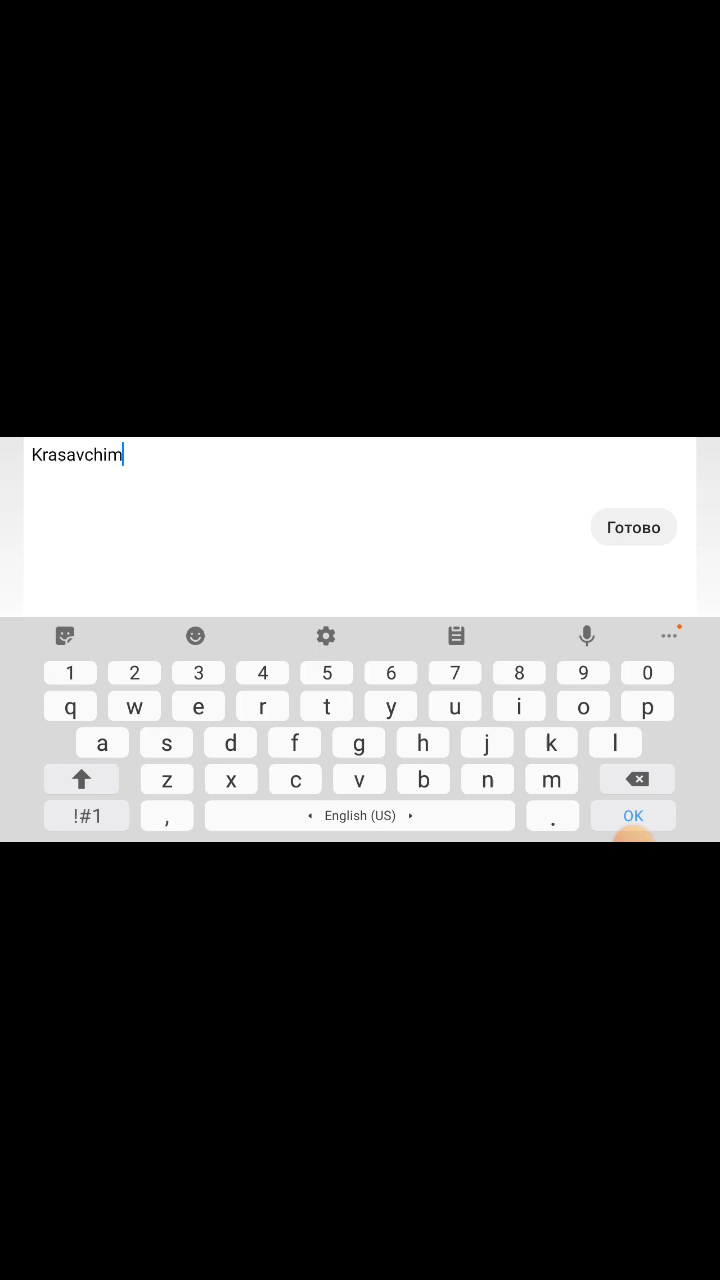 Krasavchim
Готово
1 2 3 4 5 6 7 8 9 0
q w e r t y u i o p
a s d f g h j k l
z x c v b n m
!#1 , English (US) . OK